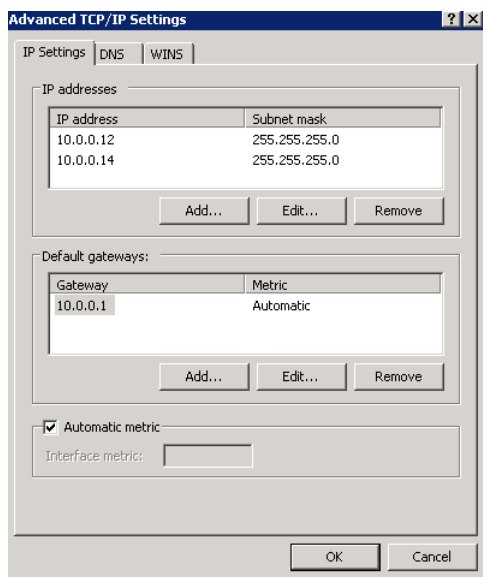 Advanced TCP/IP Settings ? X
IP Settings DNS WINS
IP addresses
IP address Subnet mask
10.0.0.12 255.255.255.0
10.0.0.14 255.255.255.0
Add... Edit... Remove
Default gateways:
Gateway Metric
10.0.0.1 Automatic
Add... Edit... Remove
Automatic metric
Interface metric:
OK Cancel